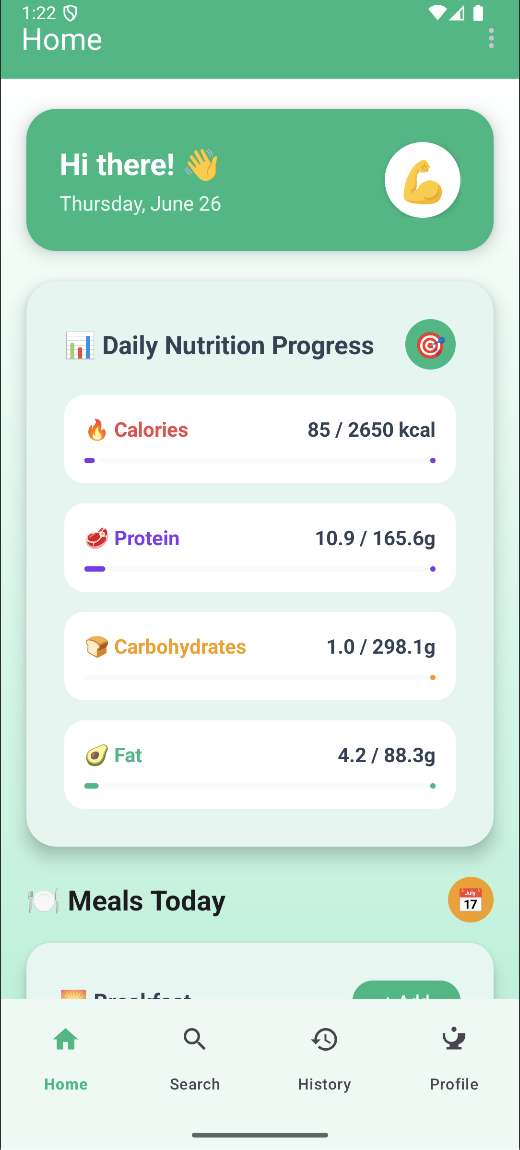 1:22
Home
Hi there! 👋
Thursday, June 26
📊 Daily Nutrition Progress
🔥 Calories 85 / 2650 kcal
🥩 Protein 10.9 / 165.6g
🍞 Carbohydrates 1.0 / 298.1g
🥑 Fat 4.2 / 88.3g
🍽️ Meals Today
July 17
🌅 Breakfast + Add
Home Search History Profile